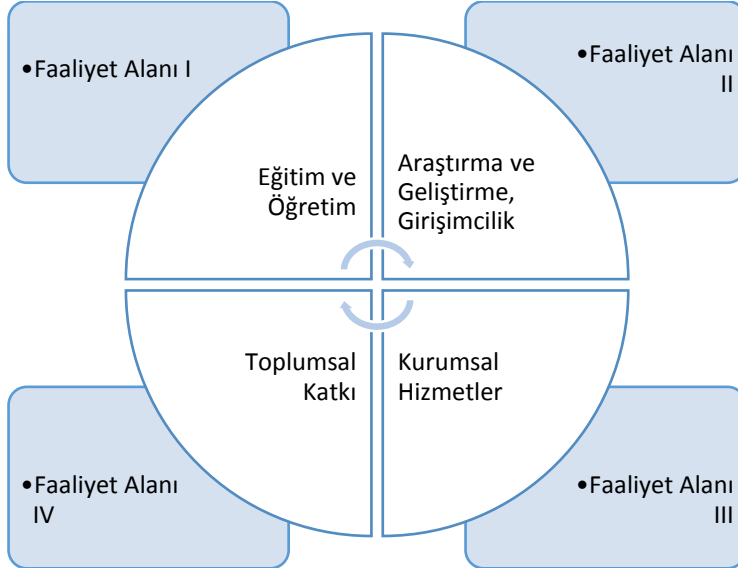 •Faaliyet Alanı I
•Faaliyet Alanı
II
Eğitim ve
Öğretim
Araştırma ve
Geliştirme,
Girişimcilik
Toplumsal
Katkı
Kurumsal
Hizmetler
•Faaliyet Alanı
IV
•Faaliyet Alanı
III